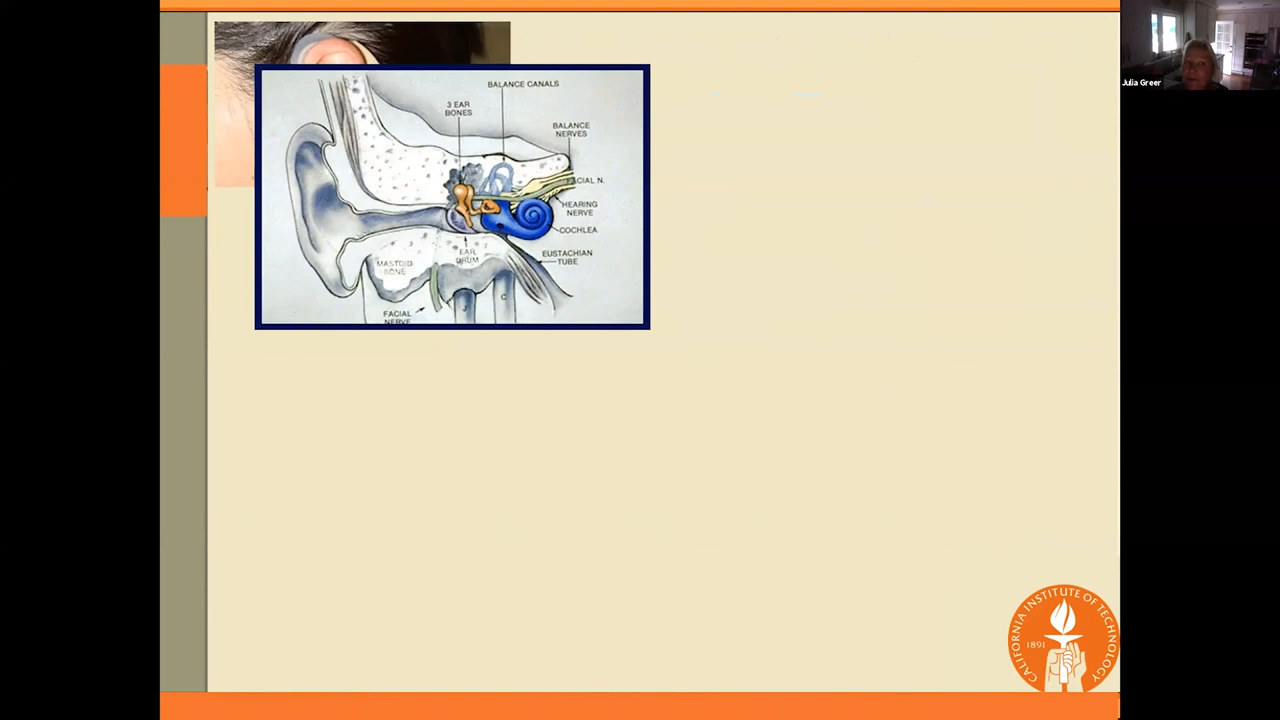 Julia Greer
BALANCE CANALS
3 EAR
BONES
BALANCE
NERVES
FACIAL N.
HEARING
NERVE
COCHLEA
EUSTACHIAN
TUBE
EAR
DRUM
MASTOID
BONE
FACIAL
NERVE
C
CALIFORNIA INSTITUTE OF TECHNOLOGY
1891